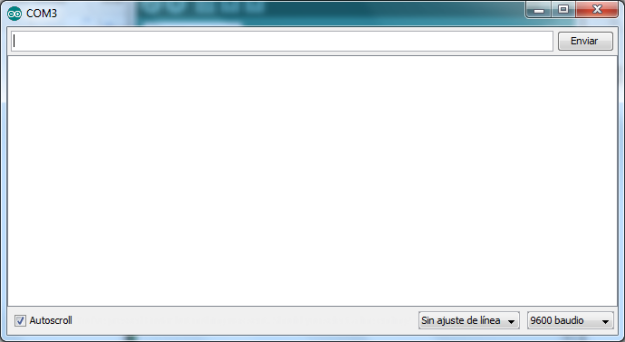 COM3
Enviar
Autoscroll
Sin ajuste de línea
9600 baudio